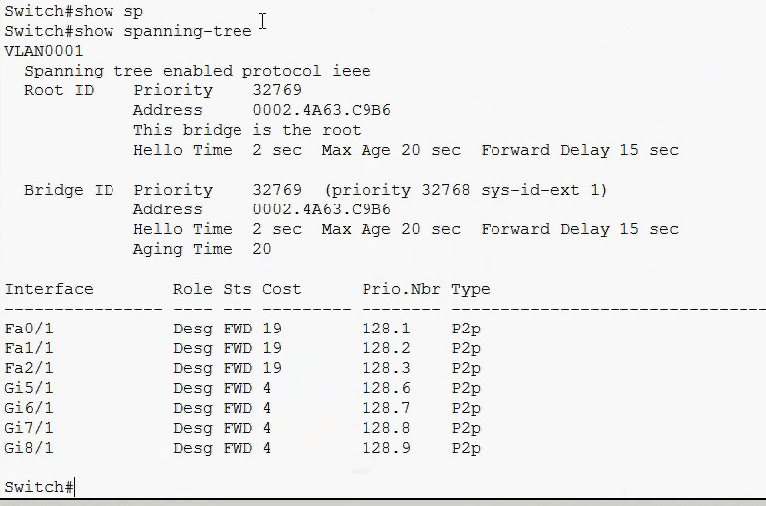 Switch#show sp
Switch#show spanning-tree
VLAN0001
  Spanning tree enabled protocol ieee
  Root ID    Priority    32769
             Address     0002.4A63.C9B6
             This bridge is the root
             Hello Time  2 sec  Max Age 20 sec  Forward Delay 15 sec

  Bridge ID  Priority    32769  (priority 32768 sys-id-ext 1)
             Address     0002.4A63.C9B6
             Hello Time  2 sec  Max Age 20 sec  Forward Delay 15 sec
             Aging Time  20

Interface        Role Sts Cost      Prio.Nbr Type
---------------- ---- --- --------- -------- --------------------------------
Fa0/1            Desg FWD 19        128.1    P2p
Fa1/1            Desg FWD 19        128.2    P2p
Fa2/1            Desg FWD 19        128.3    P2p
Gi5/1            Desg FWD 4         128.6    P2p
Gi6/1            Desg FWD 4         128.7    P2p
Gi7/1            Desg FWD 4         128.8    P2p
Gi8/1            Desg FWD 4         128.9    P2p

Switch#